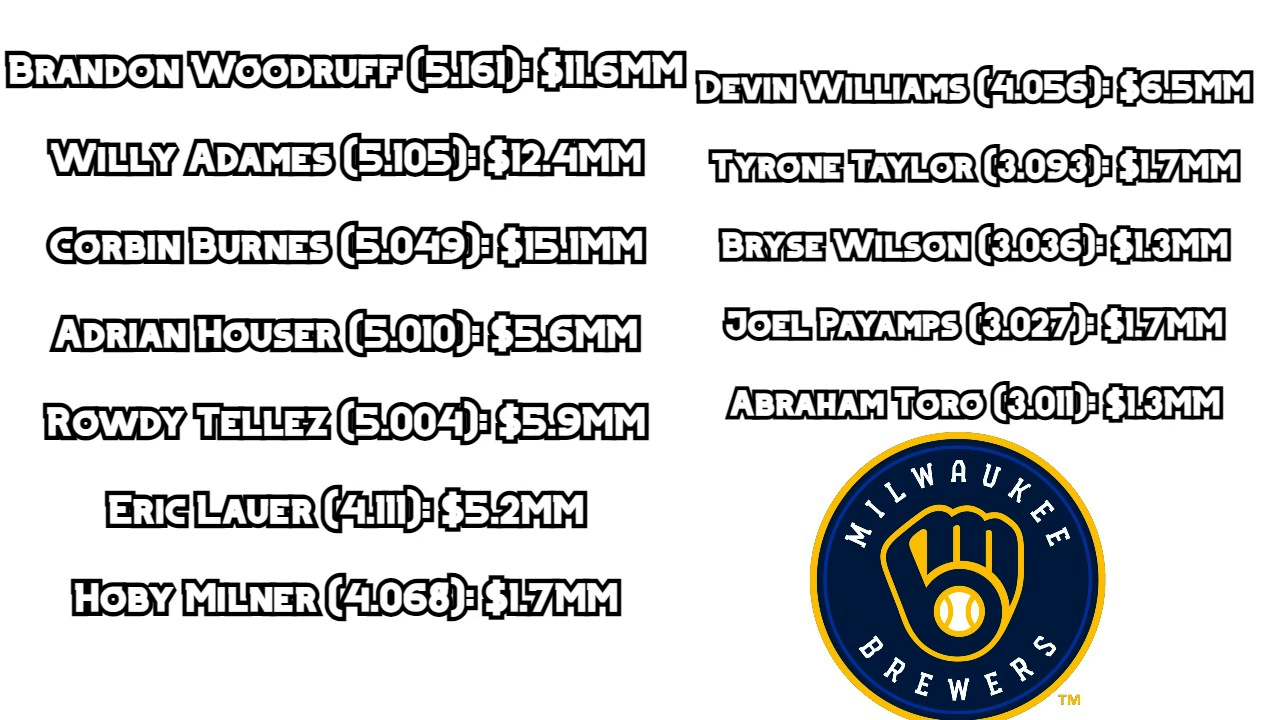 Brandon Woodruff (5.161): $11.6MM
Willy Adames (5.105): $12.4MM
Corbin Burnes (5.049): $15.1MM
Adrian Houser (5.010): $5.6MM
Rowdy Tellez (5.004): $5.9MM
Eric Lauer (4.111): $5.2MM
Hoby Milner (4.068): $1.7MM
Devin Williams (4.056): $6.5MM
Tyrone Taylor (3.093): $1.7MM
Bryse Wilson (3.036): $1.3MM
Joel Payamps (3.027): $1.7MM
Abraham Toro (3.011): $1.3MM
MILWAUKEE
BREWERS
TM